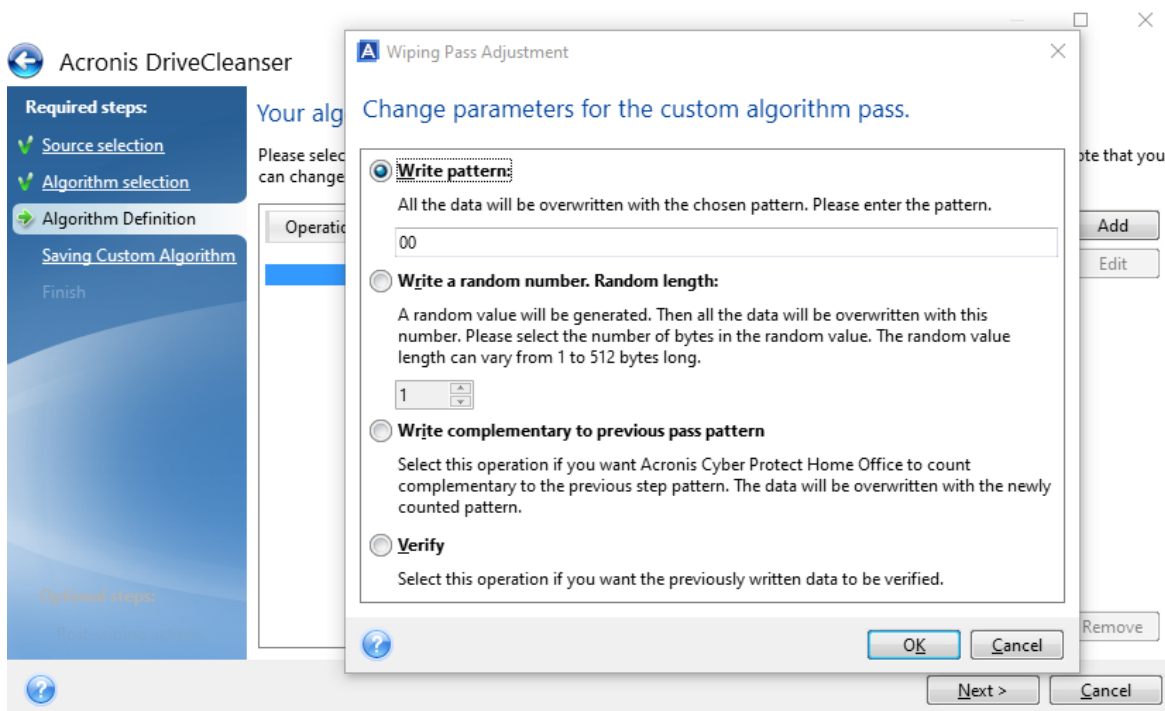 Acronis DriveCleanser
Required steps:
Source selection
Algorithm selection
Algorithm Definition
Saving Custom Algorithm
Finish
Optional steps:
Your alg
Please selec
ote that you
can change
Operatio
Add
Edit
Remove
Next >
Cancel
A Wiping Pass Adjustment
Change parameters for the custom algorithm pass.
Write pattern:
All the data will be overwritten with the chosen pattern. Please enter the pattern.
00
Write a random number. Random length:
A random value will be generated. Then all the data will be overwritten with this
number. Please select the number of bytes in the random value. The random value
length can vary from 1 to 512 bytes long.
1
Write complementary to previous pass pattern
Select this operation if you want Acronis Cyber Protect Home Office to count
complementary to the previous step pattern. The data will be overwritten with the newly
counted pattern.
Verify
Select this operation if you want the previously written data to be verified.
OK
Cancel